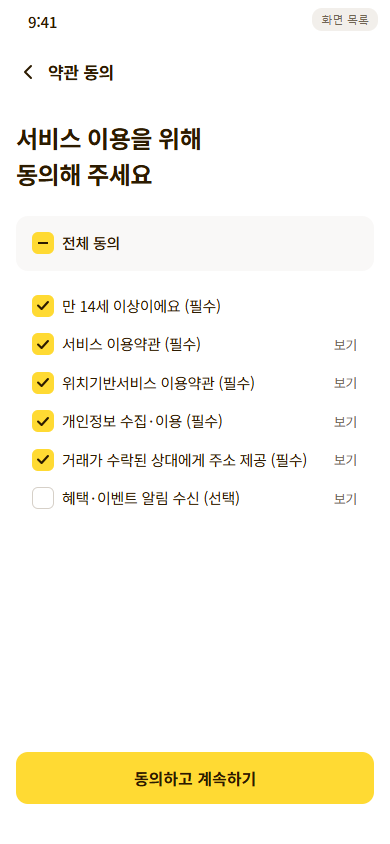 9:41
화면 목록
약관 동의
서비스 이용을 위해
동의해 주세요
전체 동의
만 14세 이상이에요 (필수)
서비스 이용약관 (필수) 보기
위치기반서비스 이용약관 (필수) 보기
개인정보 수집·이용 (필수) 보기
거래가 수락된 상대에게 주소 제공 (필수) 보기
혜택·이벤트 알림 수신 (선택) 보기
동의하고 계속하기